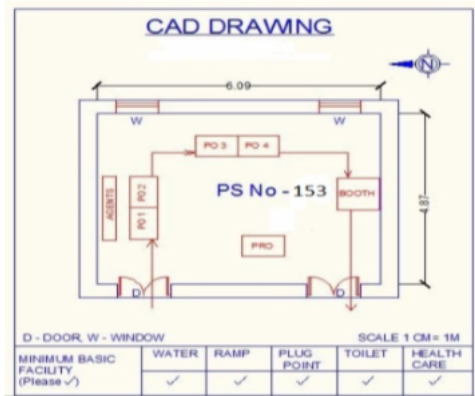 CAD DRAWING
N
6.09
W W
PO 3 PO 4
AGENTS
PO 1 PO 2
PS No - 153
BOOTH
4.87
PRO
D D
D - DOOR, W - WINDOW
SCALE 1 CM = 1M
MINIMUM BASIC FACILITY (Please ✓)
WATER
RAMP
PLUG POINT
TOILET
HEALTH CARE
✓ ✓ ✓ ✓ ✓